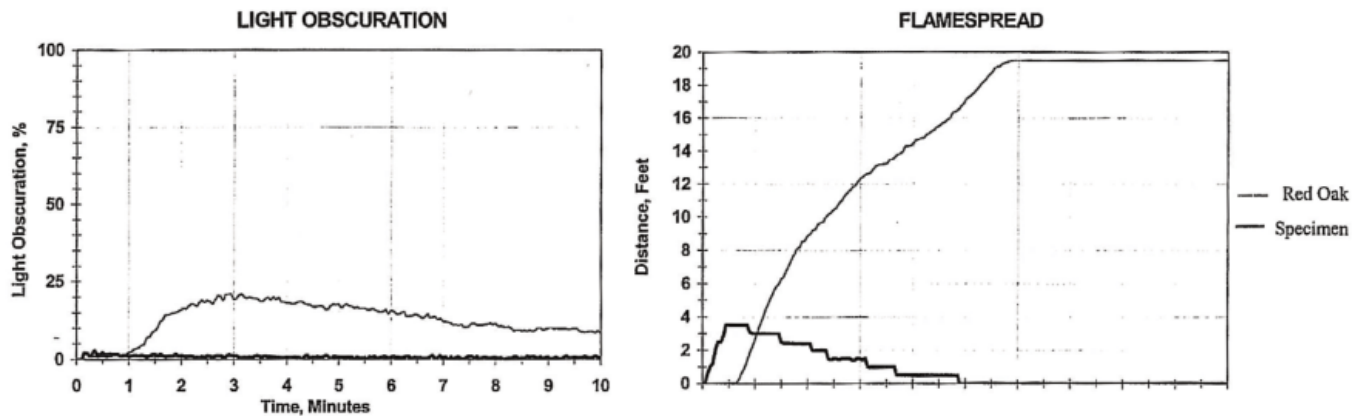 LIGHT OBSCURATION
100
75
50
25
0
Light Obscuration, %
0 1 2 3 4 5 6 7 8 9 10
Time, Minutes
FLAMESPREAD
20
18
16
14
12
10
8
6
4
2
0
Distance, Feet
Red Oak
Specimen